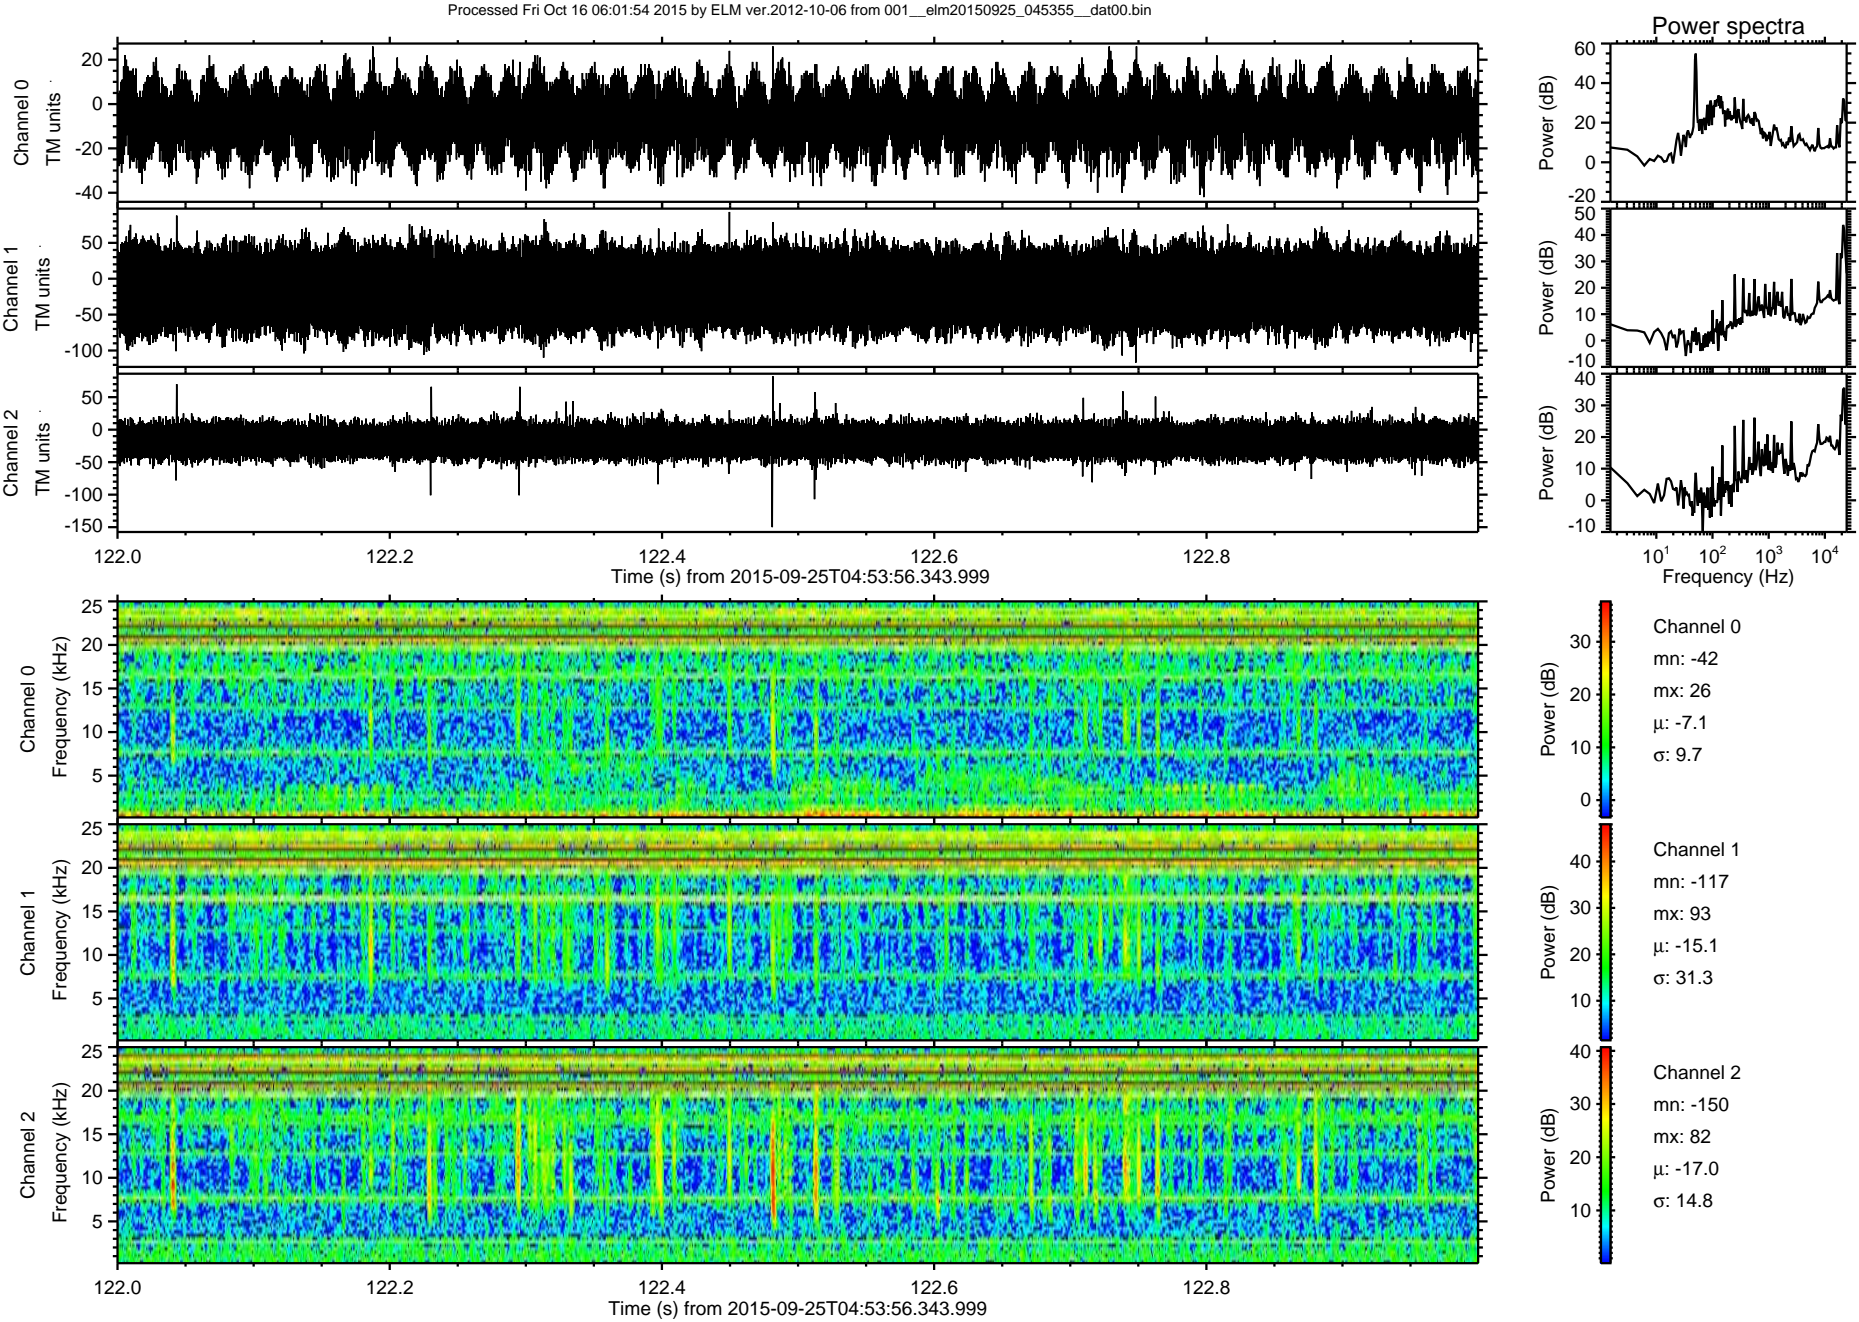 Processed Fri Oct 16 06:01:54 2015 by ELM ver.2012-10-06 from 001__elm20150925_045355__dat00.bin
Power spectra
Channel 0
TM units
20
0
-20
-40
Power (dB)
60
40
20
0
-20
Channel 1
TM units
50
0
-50
-100
Power (dB)
50
40
30
20
10
0
-10
Channel 2
TM units
50
0
-50
-100
-150
Power (dB)
40
30
20
10
0
-10
122.0 122.2 122.4 122.6 122.8
Time (s) from 2015-09-25T04:53:56.343.999
10¹ 10² 10³ 10⁴
Frequency (Hz)
Channel 0
Frequency (kHz)
25
20
15
10
5
Power (dB)
30
20
10
0
Channel 0
mn: -42
mx: 26
μ: -7.1
σ: 9.7
Channel 1
Frequency (kHz)
25
20
15
10
5
Power (dB)
40
30
20
10
Channel 1
mn: -117
mx: 93
μ: -15.1
σ: 31.3
Channel 2
Frequency (kHz)
25
20
15
10
5
Power (dB)
40
30
20
10
Channel 2
mn: -150
mx: 82
μ: -17.0
σ: 14.8
122.0 122.2 122.4 122.6 122.8
Time (s) from 2015-09-25T04:53:56.343.999